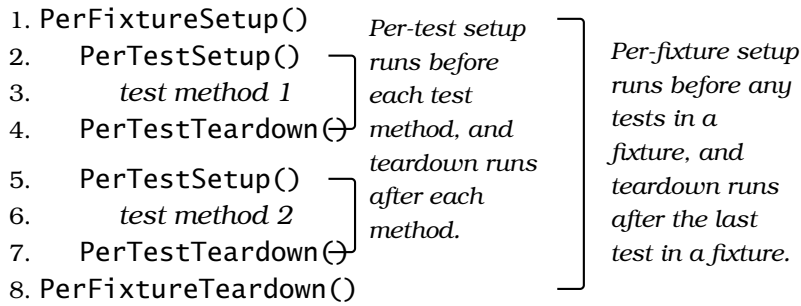 1. PerFixtureSetup()
2. PerTestSetup()
3. test method 1
4. PerTestTeardown()
5. PerTestSetup()
6. test method 2
7. PerTestTeardown()
8. PerFixtureTeardown()
Per-test setup
runs before
each test
method, and
teardown runs
after each
method.
Per-fixture setup
runs before any
tests in a
fixture, and
teardown runs
after the last
test in a fixture.